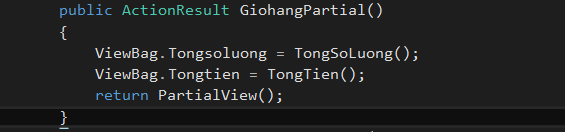 public ActionResult GiohangPartial()
{
ViewBag.Tongsoluong = TongSoLuong();
ViewBag.Tongtien = TongTien();
return PartialView();
}